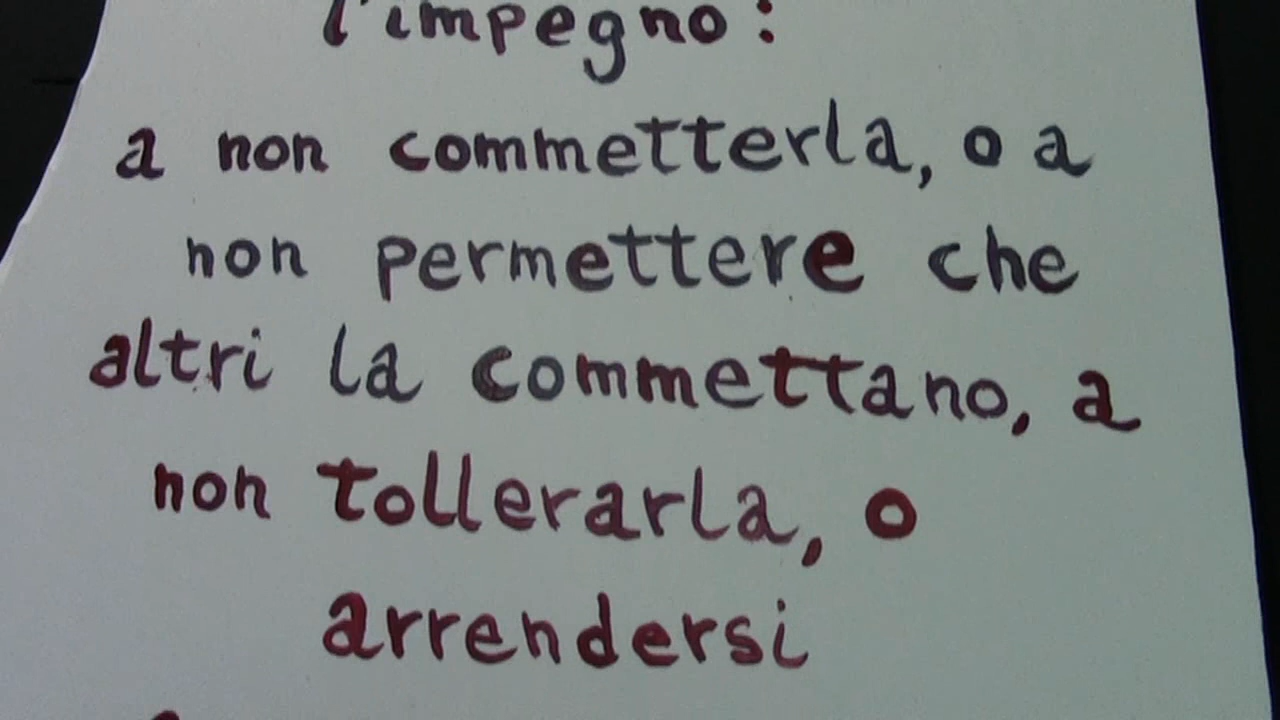 l'impegno:
a non commetterla, o a
non permettere che
altri la commettano, a
non tollerarla, o
arrendersi